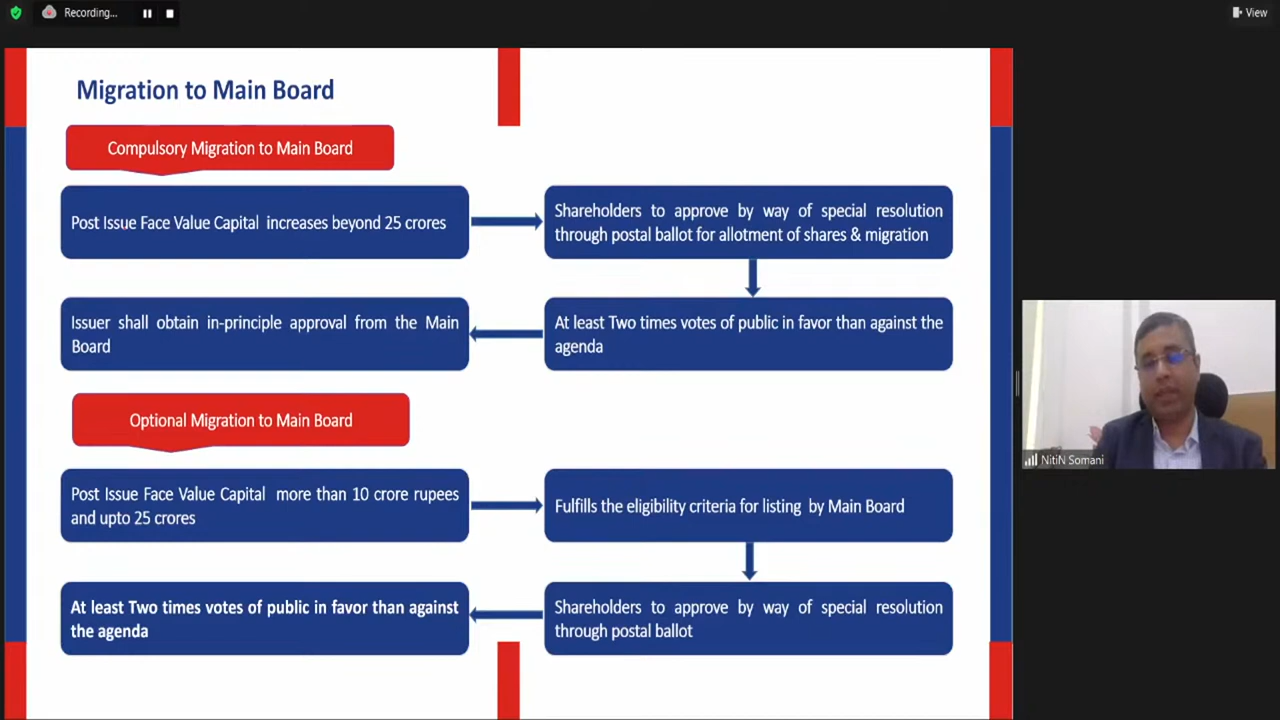 Recording...
View
Migration to Main Board
Compulsory Migration to Main Board
Post Issue Face Value Capital increases beyond 25 crores
Shareholders to approve by way of special resolution
through postal ballot for allotment of shares & migration
At least Two times votes of public in favor than against the
agenda
Issuer shall obtain in-principle approval from the Main
Board
Optional Migration to Main Board
Post Issue Face Value Capital more than 10 crore rupees
and upto 25 crores
Fulfills the eligibility criteria for listing by Main Board
Shareholders to approve by way of special resolution
through postal ballot
At least Two times votes of public in favor than against
the agenda
NitiN Somani